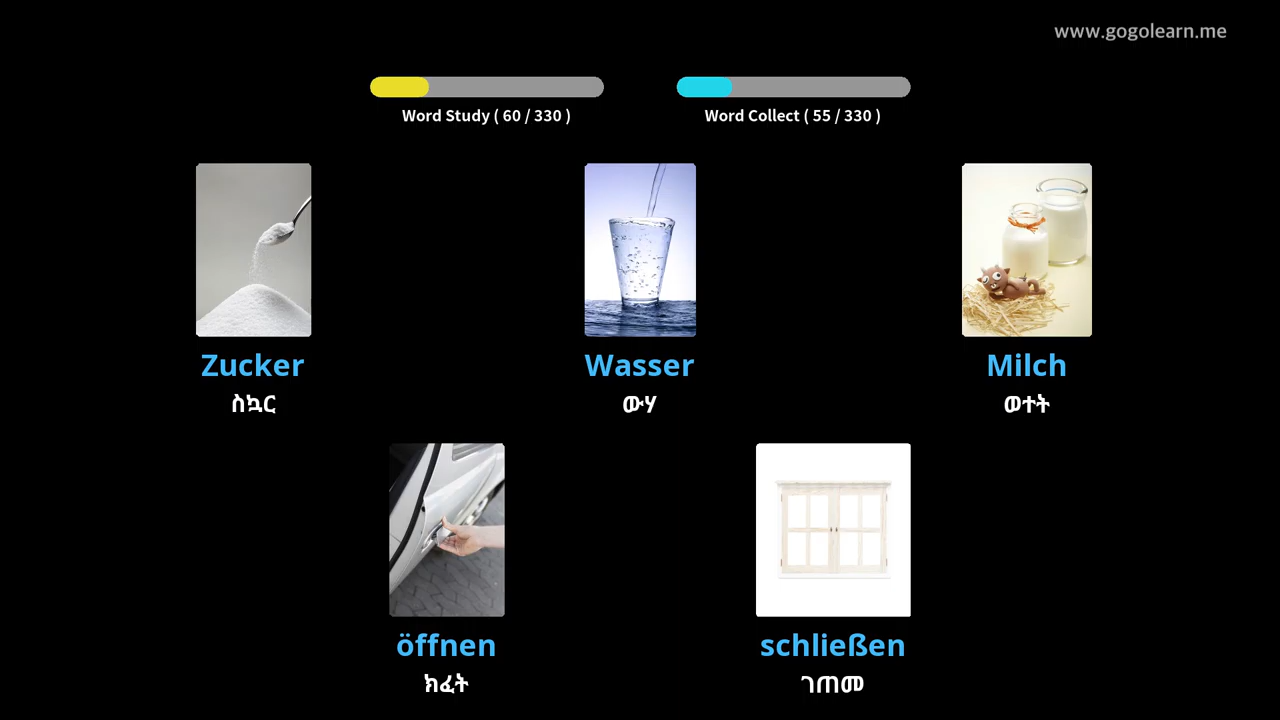 www.gogolearn.me
Word Study ( 60 / 330 )
Word Collect ( 55 / 330 )
Zucker
Wasser
Milch
ስኳር
ውሃ
ወተት
öffnen
schließen
ክፈት
ገጠመ